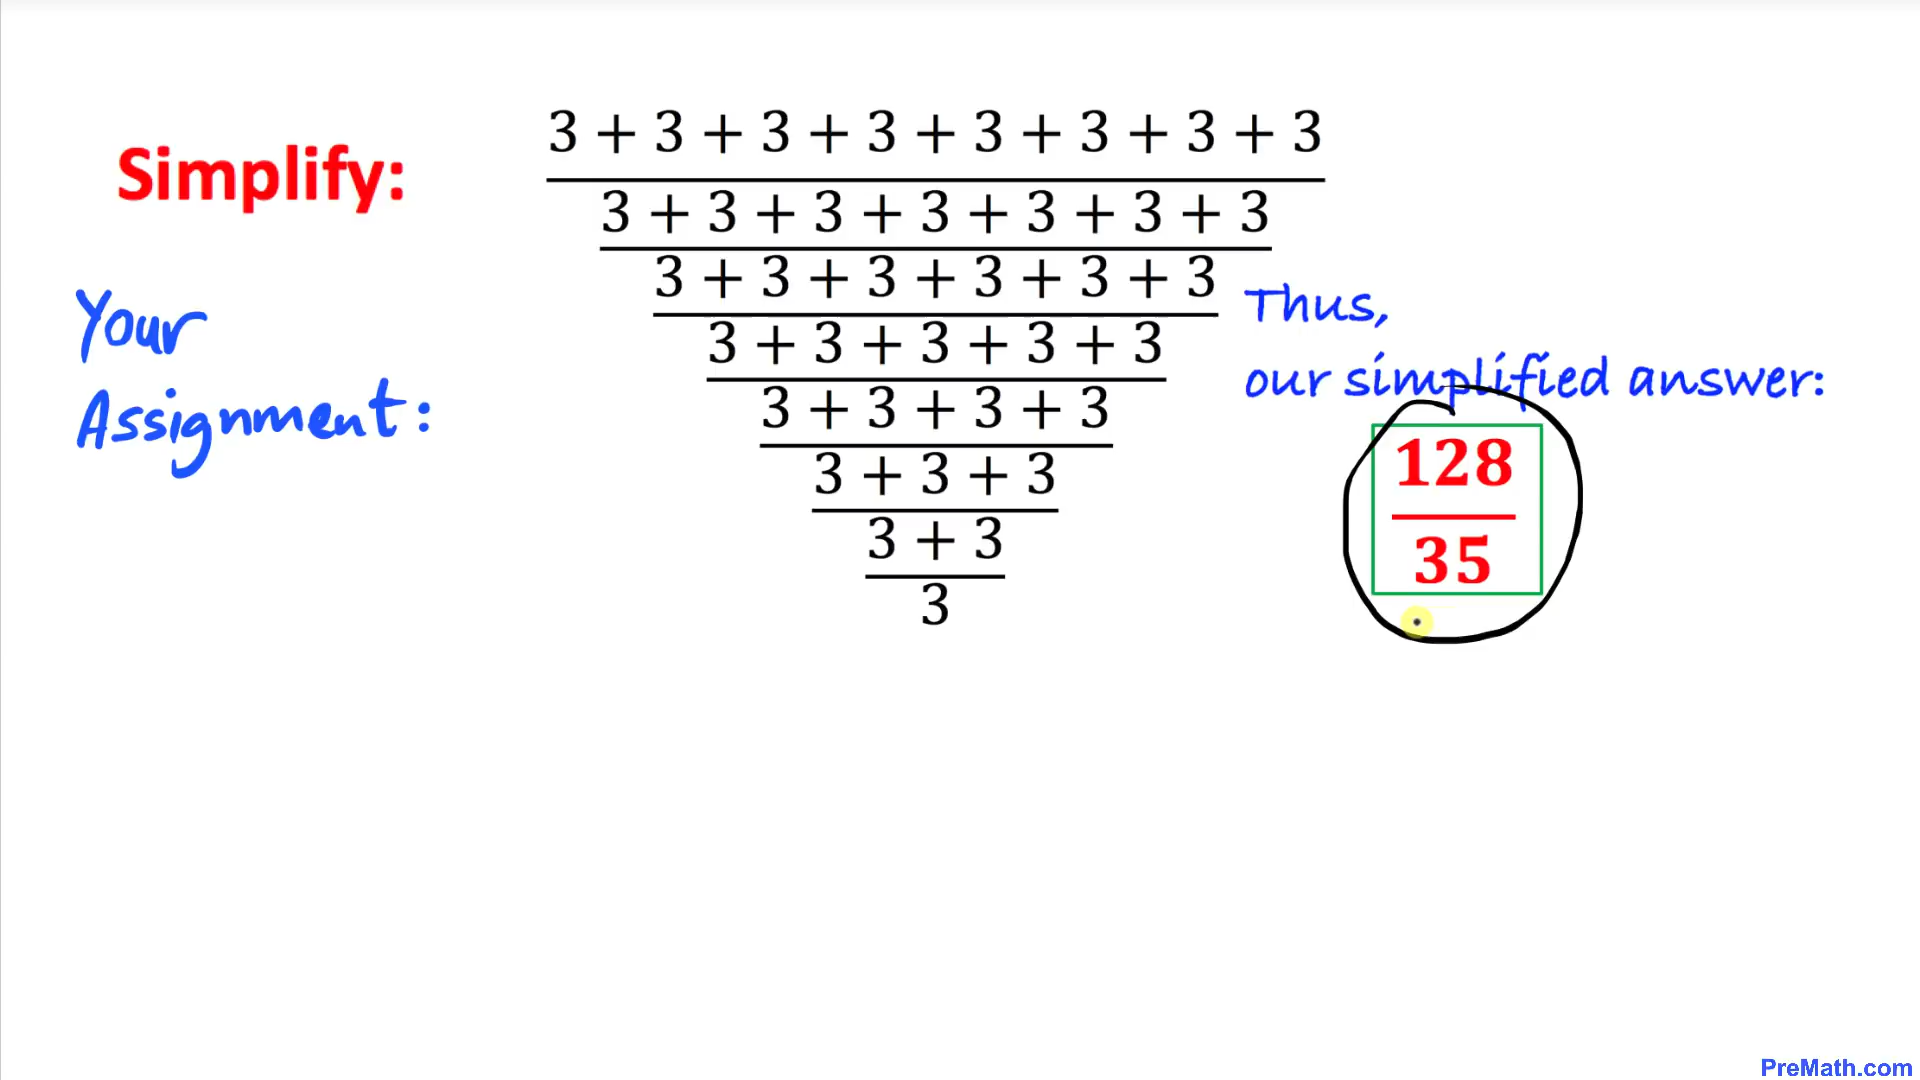 Simplify:
3 + 3 + 3 + 3 + 3 + 3 + 3 + 3
3 + 3 + 3 + 3 + 3 + 3 + 3
3 + 3 + 3 + 3 + 3 + 3
3 + 3 + 3 + 3 + 3
3 + 3 + 3 + 3
3 + 3 + 3
3 + 3
3
Your
Assignment:
Thus,
our simplified answer:
128
35
PreMath.com